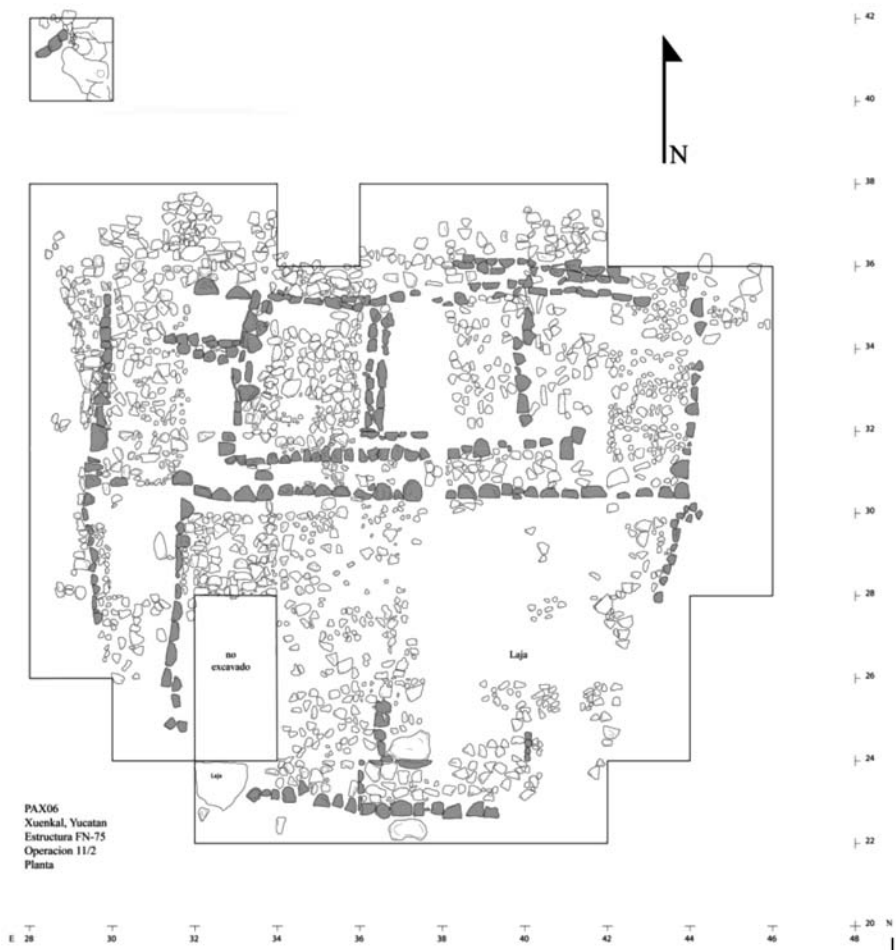 42
40
N
38
36
34
32
30
28
no
excavado
Laja
26
24
Laja
PAX06
Xuenkal, Yucatan
Estructura FN-75
Operacion 11/2
Planta
22
20 N
E 28 30 32 34 36 38 40 42 44 46 48